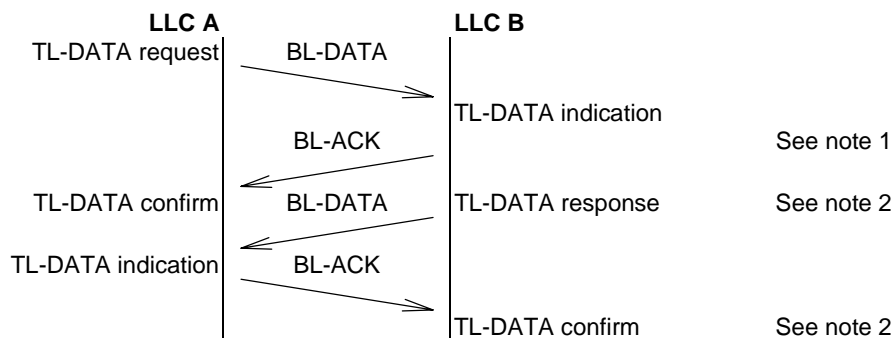 LLC A LLC B
TL-DATA request BL-DATA
TL-DATA indication
BL-ACK See note 1
TL-DATA confirm BL-DATA TL-DATA response See note 2
TL-DATA indication BL-ACK
TL-DATA confirm See note 2